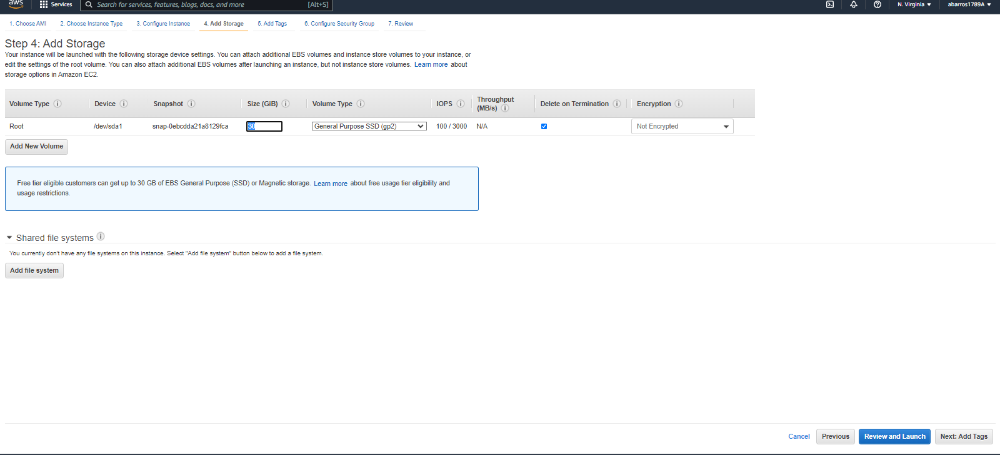 aws Services Search for services, features, blogs, docs, and more [Alt+S] N. Virginia abarros1789A
1. Choose AMI 2. Choose Instance Type 3. Configure Instance 4. Add Storage 5. Add Tags 6. Configure Security Group 7. Review
Step 4: Add Storage
Your instance will be launched with the following storage device settings. You can attach additional EBS volumes and instance store volumes to your instance, or
edit the settings of the root volume. You can also attach additional EBS volumes after launching an instance, but not instance store volumes. Learn more about
storage options in Amazon EC2.
Volume Type Device Snapshot Size (GiB) Volume Type IOPS Throughput (MB/s) Delete on Termination Encryption
Root /dev/sda1 snap-0ebcdda21a8129fca 30 General Purpose SSD (gp2) 100 / 3000 N/A Not Encrypted
Add New Volume
Free tier eligible customers can get up to 30 GB of EBS General Purpose (SSD) or Magnetic storage. Learn more about free usage tier eligibility and
usage restrictions.
Shared file systems
You currently don't have any file systems on this instance. Select "Add file system" button below to add a file system.
Add file system
Cancel Previous Review and Launch Next: Add Tags